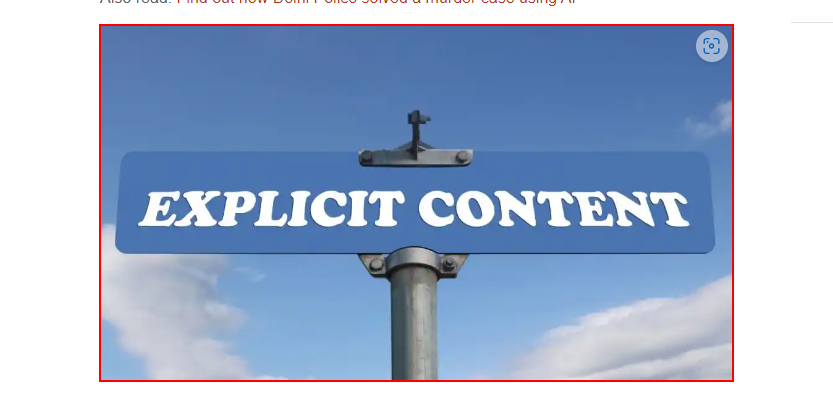 Also read: Find out how Delhi Police solved a murder case using AI
EXPLICIT CONTENT